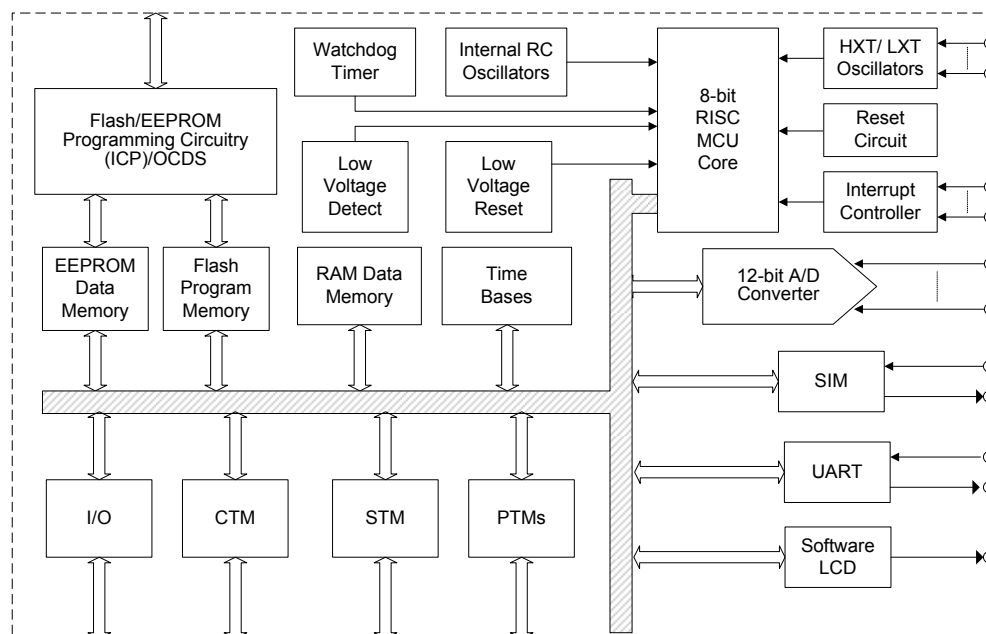 Watchdog
Timer
Internal RC
Oscillators
8-bit
RISC
MCU
Core
HXT/ LXT
Oscillators
Flash/EEPROM
Programming Circuitry
(ICP)/OCDS
Reset
Circuit
Low
Voltage
Detect
Low
Voltage
Reset
Interrupt
Controller
EEPROM
Data
Memory
Flash
Program
Memory
RAM Data
Memory
Time
Bases
12-bit A/D
Converter
SIM
UART
I/O
CTM
STM
PTMs
Software
LCD